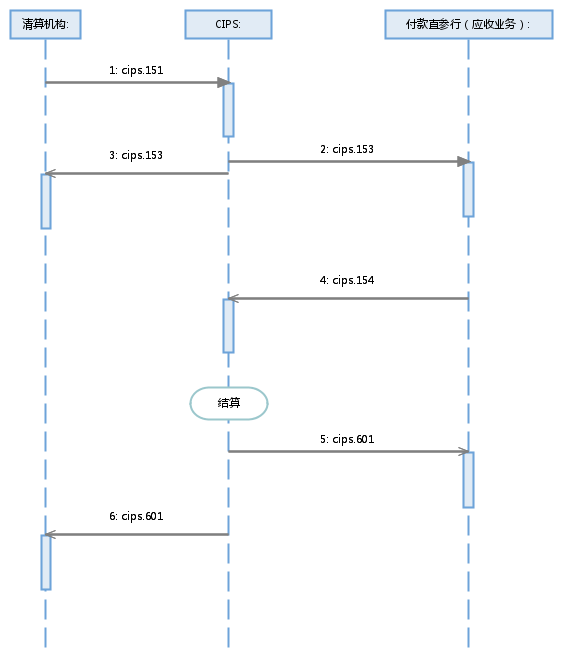 清算机构:
CIPS:
付款直参行（应收业务）:
1: cips.151
2: cips.153
3: cips.153
4: cips.154
结算
5: cips.601
6: cips.601